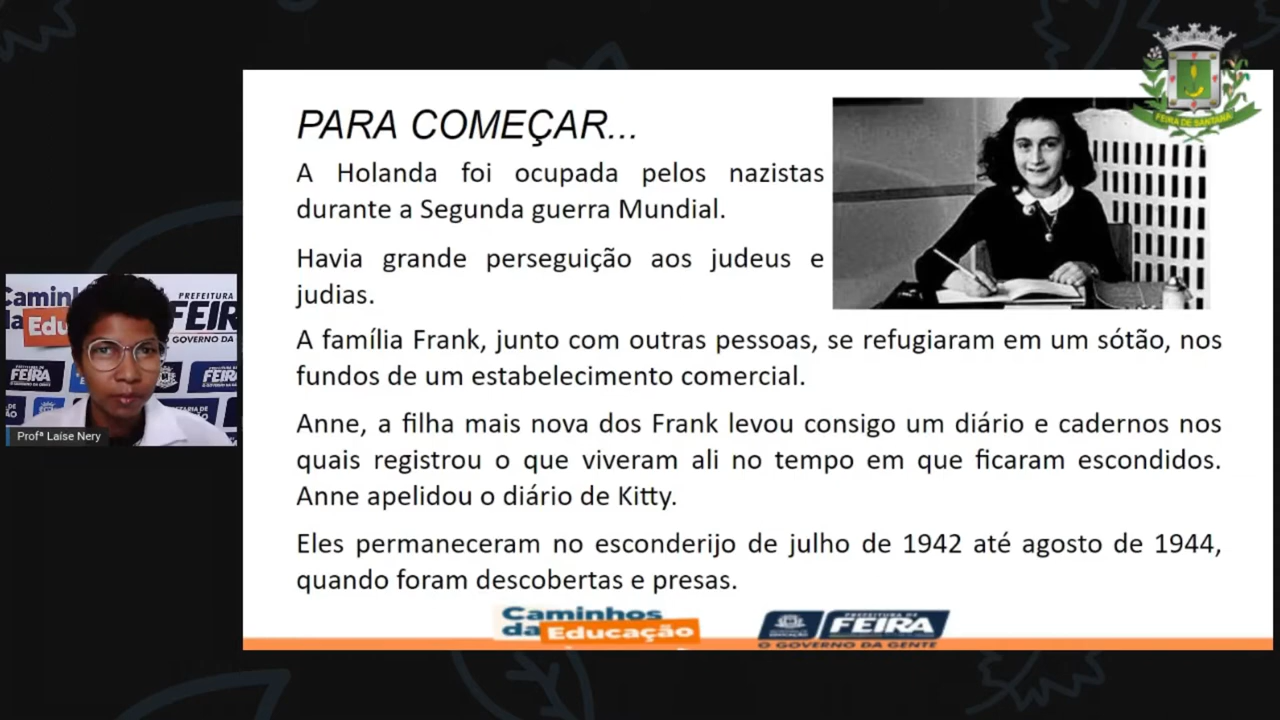 PARA COMEÇAR...
A Holanda foi ocupada pelos nazistas
durante a Segunda guerra Mundial.
Havia grande perseguição aos judeus e
judias.
A família Frank, junto com outras pessoas, se refugiaram em um sótão, nos
fundos de um estabelecimento comercial.
Anne, a filha mais nova dos Frank levou consigo um diário e cadernos nos
quais registrou o que viveram ali no tempo em que ficaram escondidos.
Anne apelidou o diário de Kitty.
Eles permaneceram no esconderijo de julho de 1942 até agosto de 1944,
quando foram descobertas e presas.
FEIRA DE SANTANA
PREFEITURA
FEIR
GOVERNO DA
FEIRA
Profª Laíse Nery
Caminhos
da Educação
PREFEITURA DE
FEIRA
O GOVERNO DA GENTE